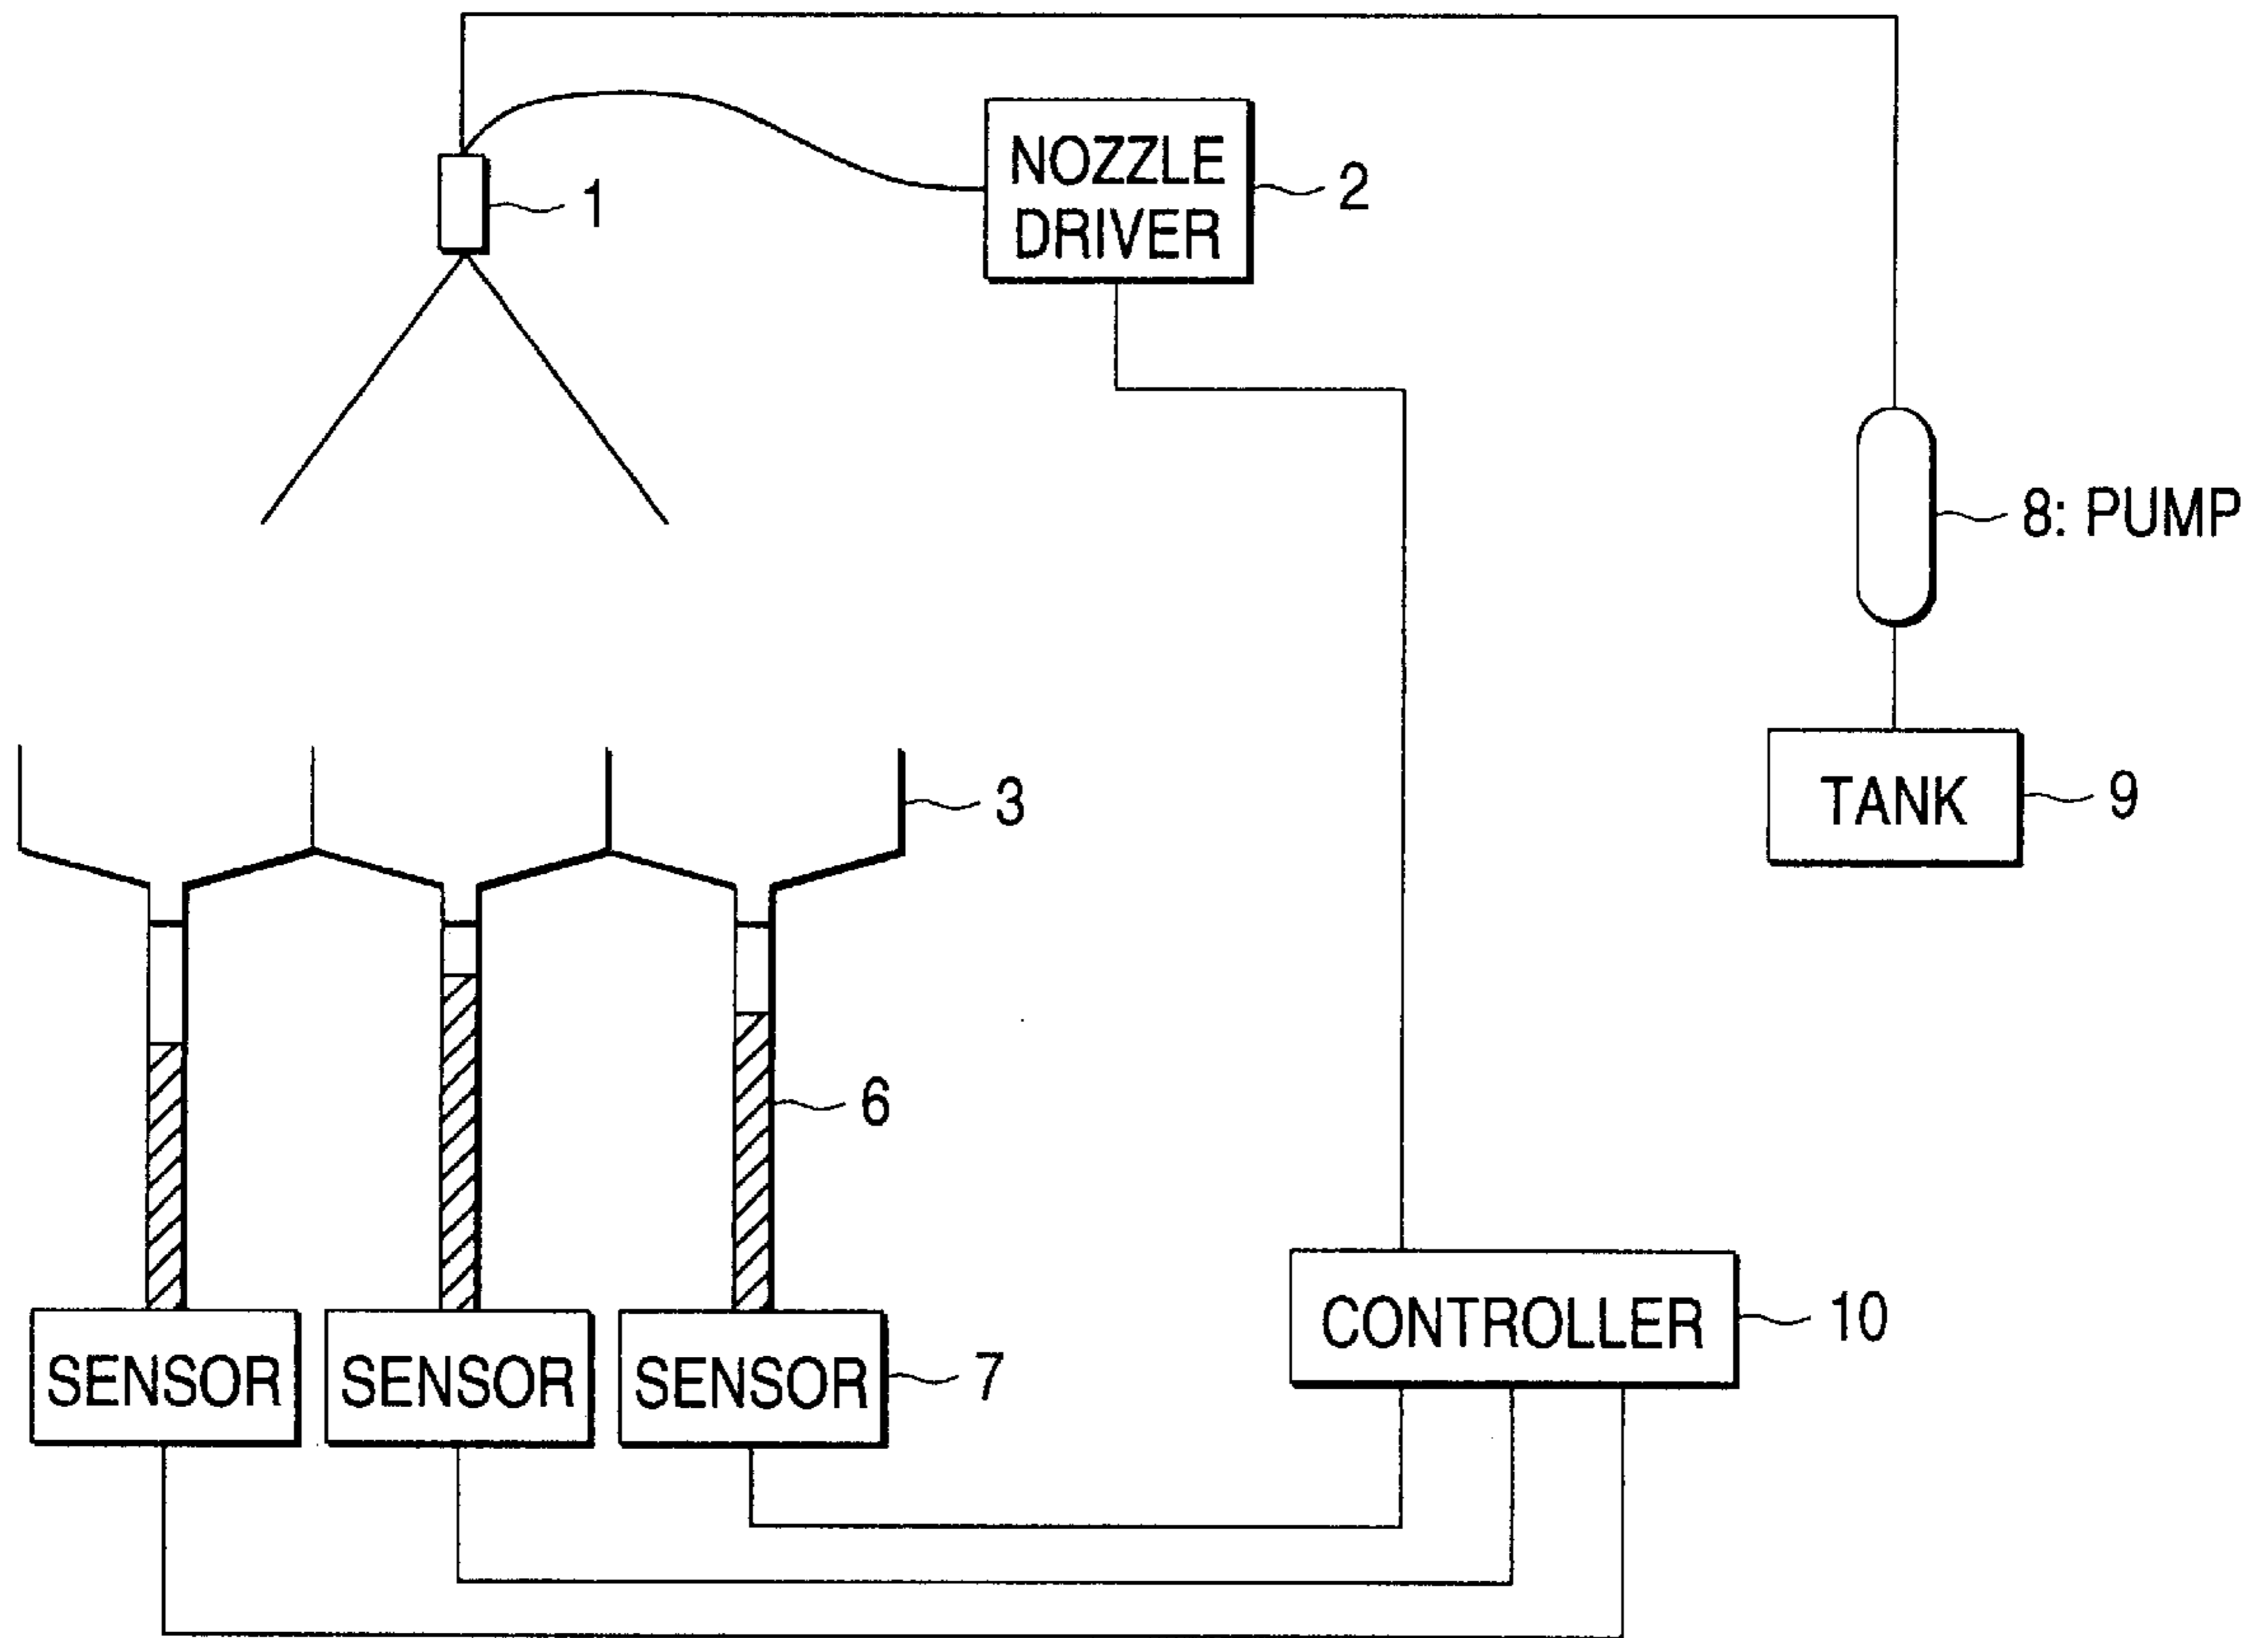 NOZZLE
DRIVER
2
1
8: PUMP
TANK
9
3
6
CONTROLLER
10
SENSOR
SENSOR
SENSOR
7